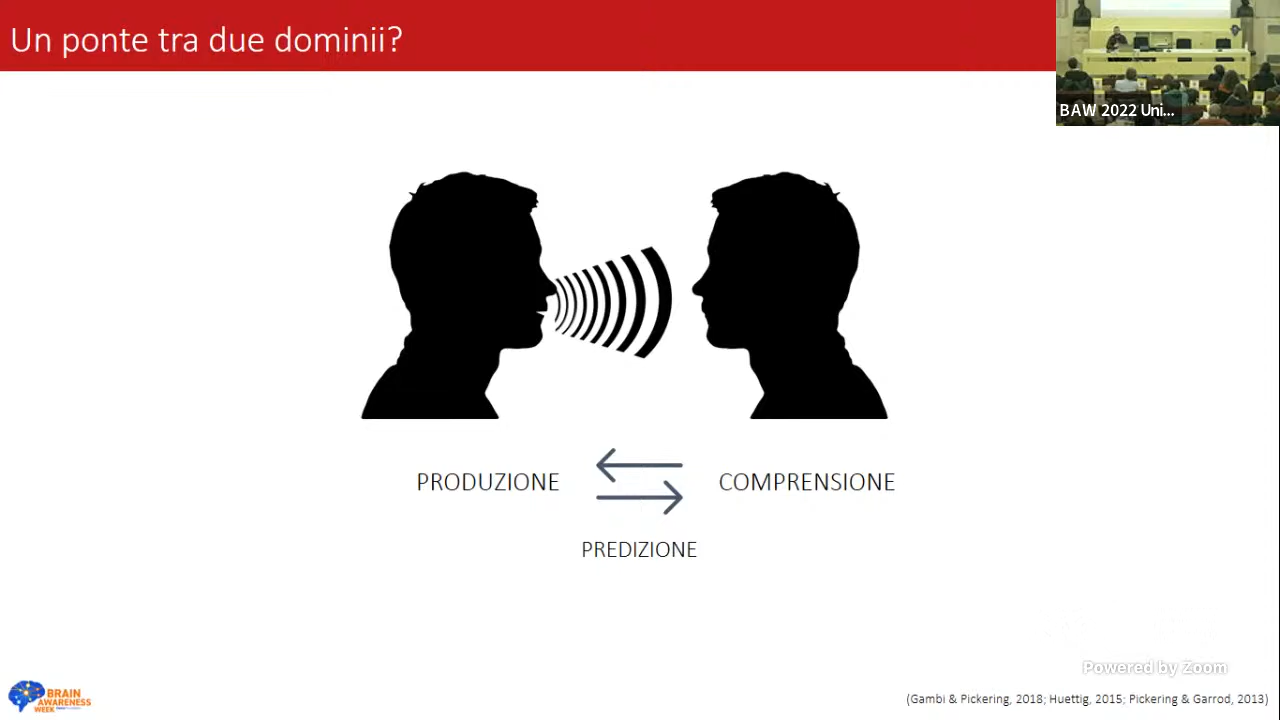 Un ponte tra due dominii?
BAW 2022 Uni...
PRODUZIONE
COMPRENSIONE
PREDIZIONE
Powered by Zoom
BRAIN
AWARENESS
WEEK
(Gambi & Pickering, 2018; Huettig, 2015; Pickering & Garrod, 2013)